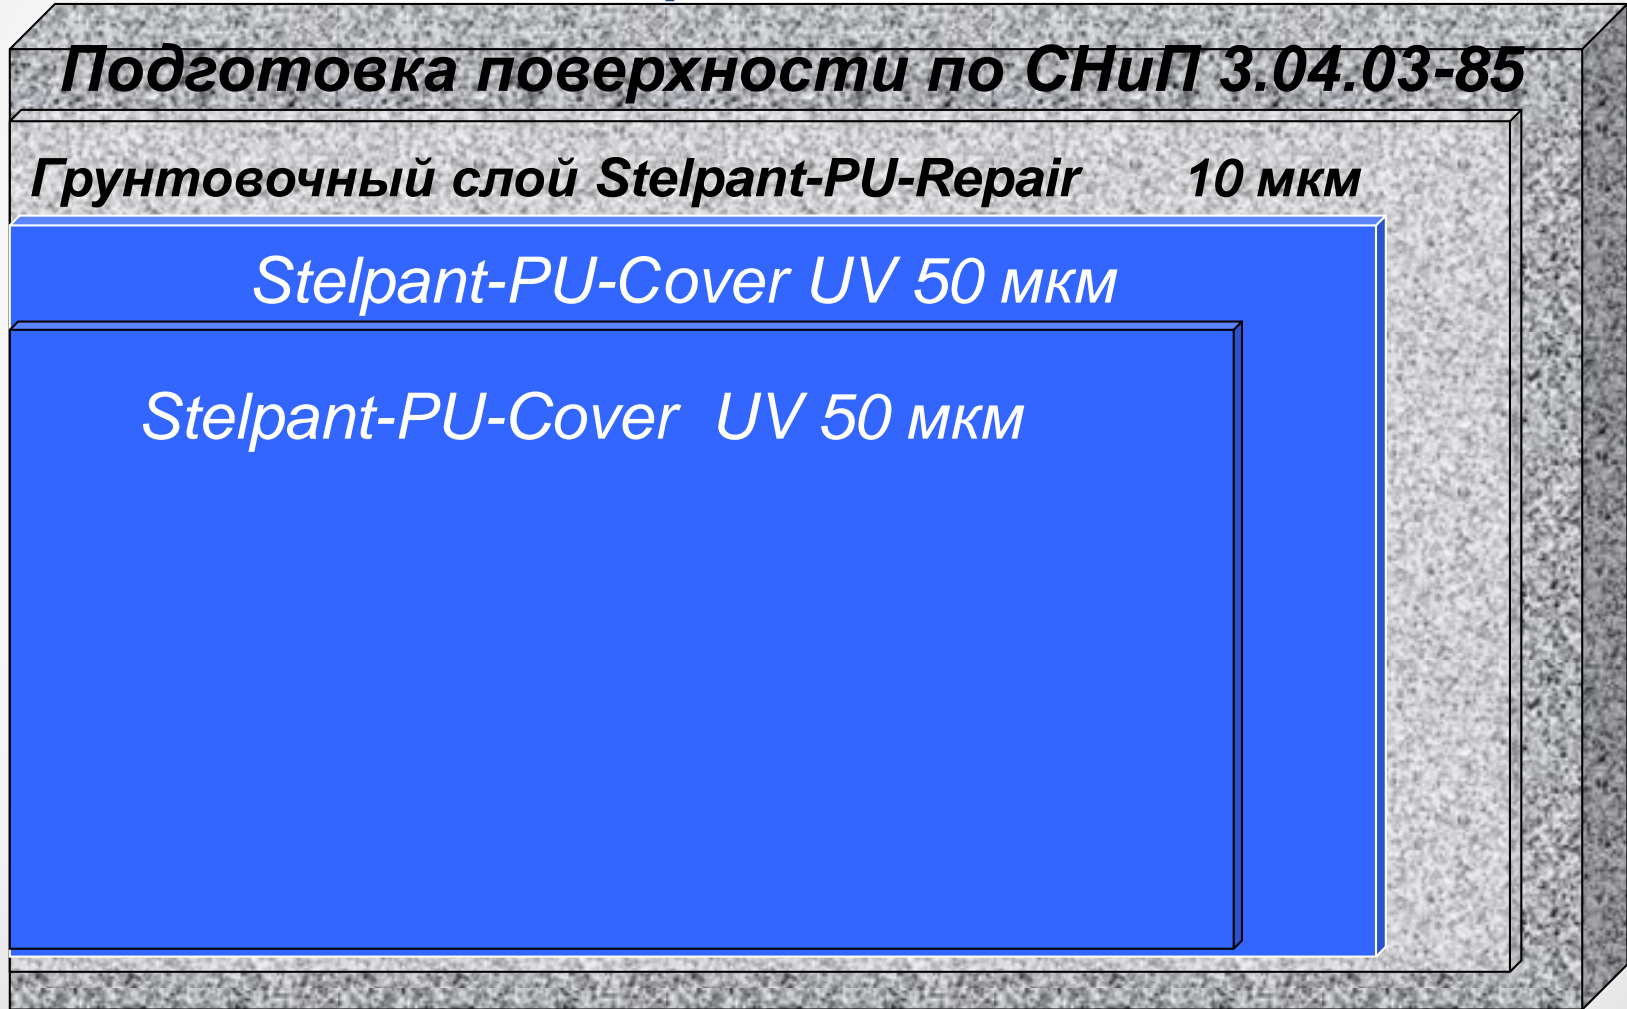 Подготовка поверхности по СНиП 3.04.03-85
Грунтовочный слой Stelpant-PU-Repair 10 мкм
Stelpant-PU-Cover UV 50 мкм
Stelpant-PU-Cover UV 50 мкм